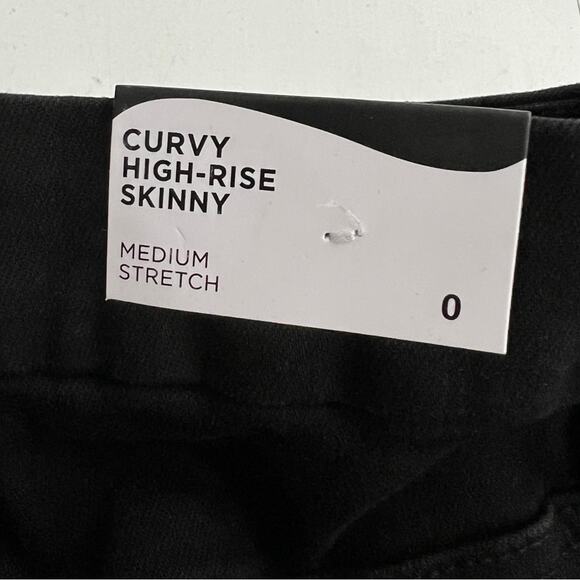 CURVY
HIGH-RISE
SKINNY
MEDIUM
STRETCH
0